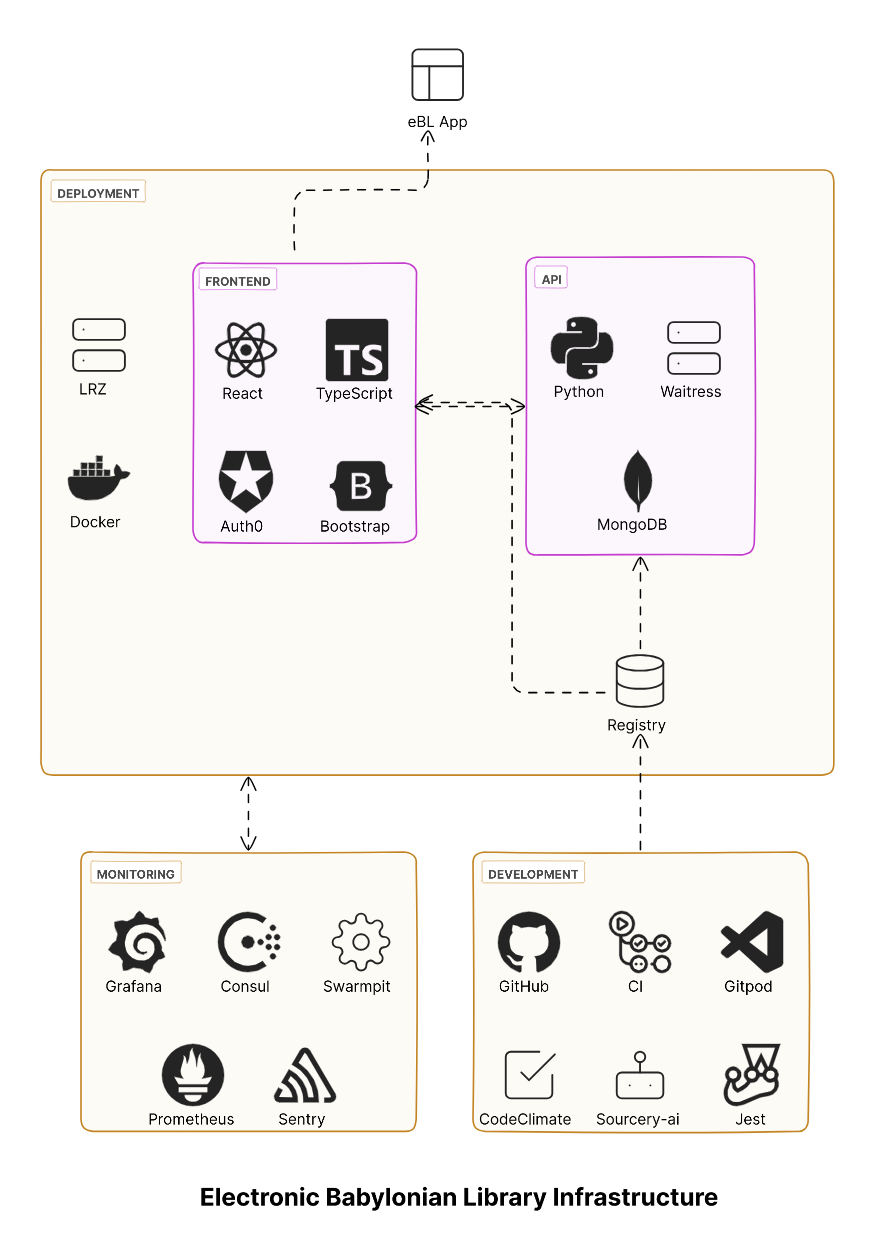 eBL App
DEPLOYMENT
FRONTEND
API
LRZ
React
TS
TypeScript
Python
Waitress
Docker
Auth0
B
Bootstrap
MongoDB
Registry
MONITORING
DEVELOPMENT
Grafana
Consul
Swarmpit
GitHub
CI
Gitpod
Prometheus
Sentry
CodeClimate
Sourcery-ai
Jest
Electronic Babylonian Library Infrastructure